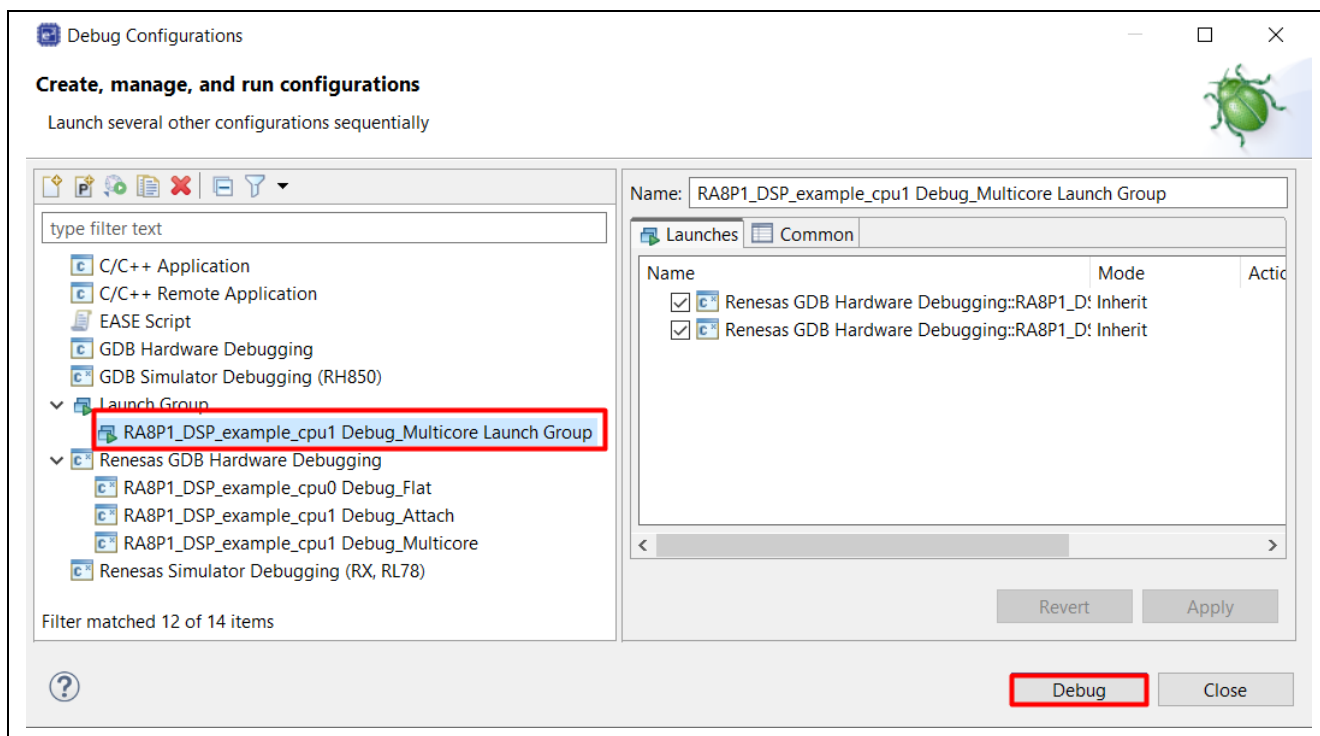 Debug Configurations
Create, manage, and run configurations
Launch several other configurations sequentially
type filter text
C/C++ Application
C/C++ Remote Application
EASE Script
GDB Hardware Debugging
GDB Simulator Debugging (RH850)
Launch Group
RA8P1_DSP_example_cpu1 Debug_Multicore Launch Group
Renesas GDB Hardware Debugging
RA8P1_DSP_example_cpu0 Debug_Flat
RA8P1_DSP_example_cpu1 Debug_Attach
RA8P1_DSP_example_cpu1 Debug_Multicore
Renesas Simulator Debugging (RX, RL78)
Filter matched 12 of 14 items
Name: RA8P1_DSP_example_cpu1 Debug_Multicore Launch Group
Launches Common
Name Mode Actic
Renesas GDB Hardware Debugging::RA8P1_D Inherit
Renesas GDB Hardware Debugging::RA8P1_D Inherit
Revert Apply
Debug Close